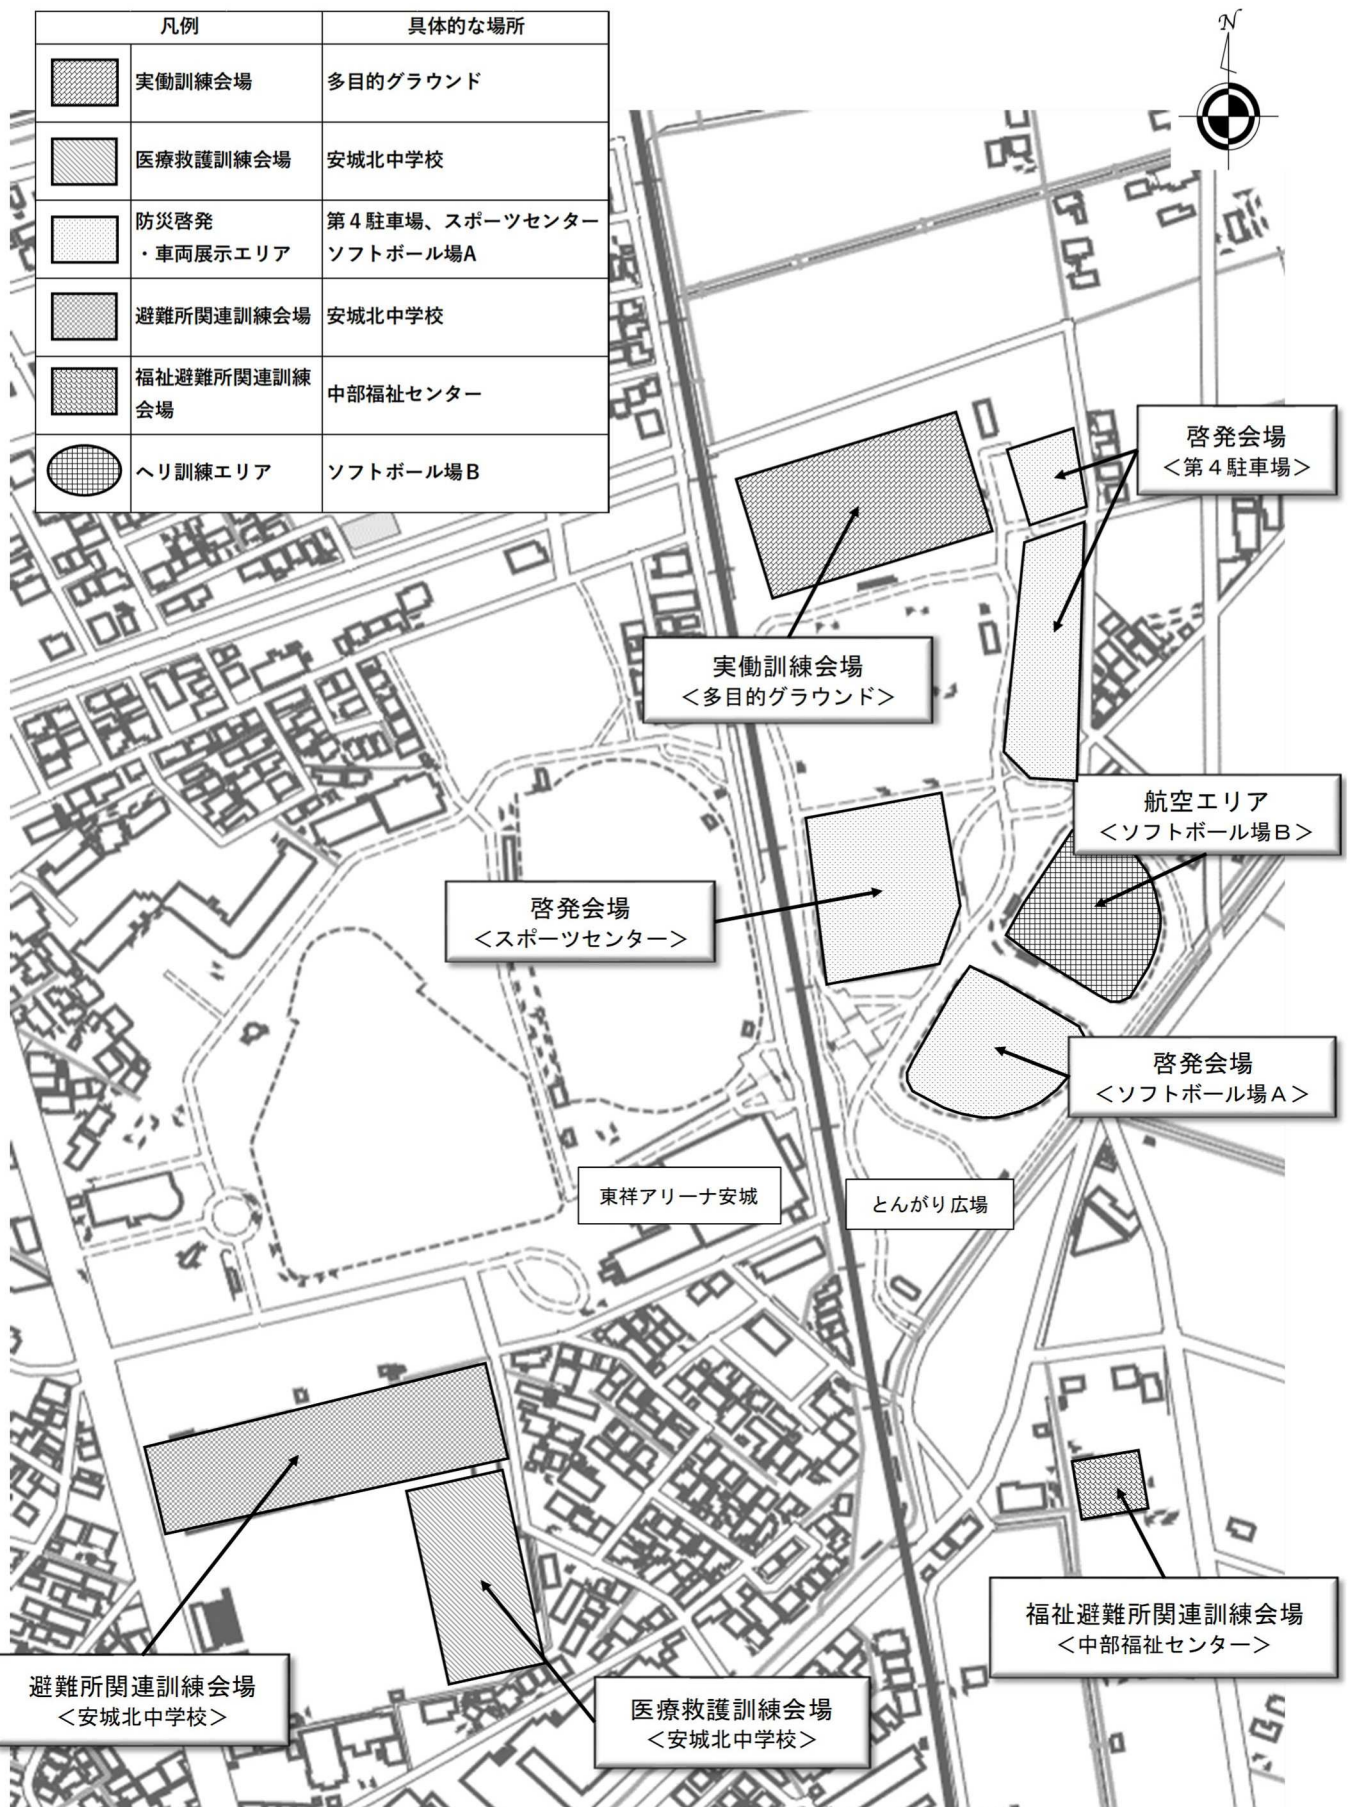 凡例 具体的な場所
実働訓練会場 多目的グラウンド
医療救護訓練会場 安城北中学校
防災啓発 第４駐車場、スポーツセンター
・車両展示エリア ソフトボール場A
避難所関連訓練会場 安城北中学校
福祉避難所関連訓練
会場
中部福祉センター
ヘリ訓練エリア ソフトボール場Ｂ
N
啓発会場
＜第４駐車場＞
実働訓練会場
＜多目的グラウンド＞
航空エリア
＜ソフトボール場Ｂ＞
啓発会場
＜スポーツセンター＞
啓発会場
＜ソフトボール場Ａ＞
東祥アリーナ安城
とんがり広場
福祉避難所関連訓練会場
＜中部福祉センター＞
避難所関連訓練会場
＜安城北中学校＞
医療救護訓練会場
＜安城北中学校＞